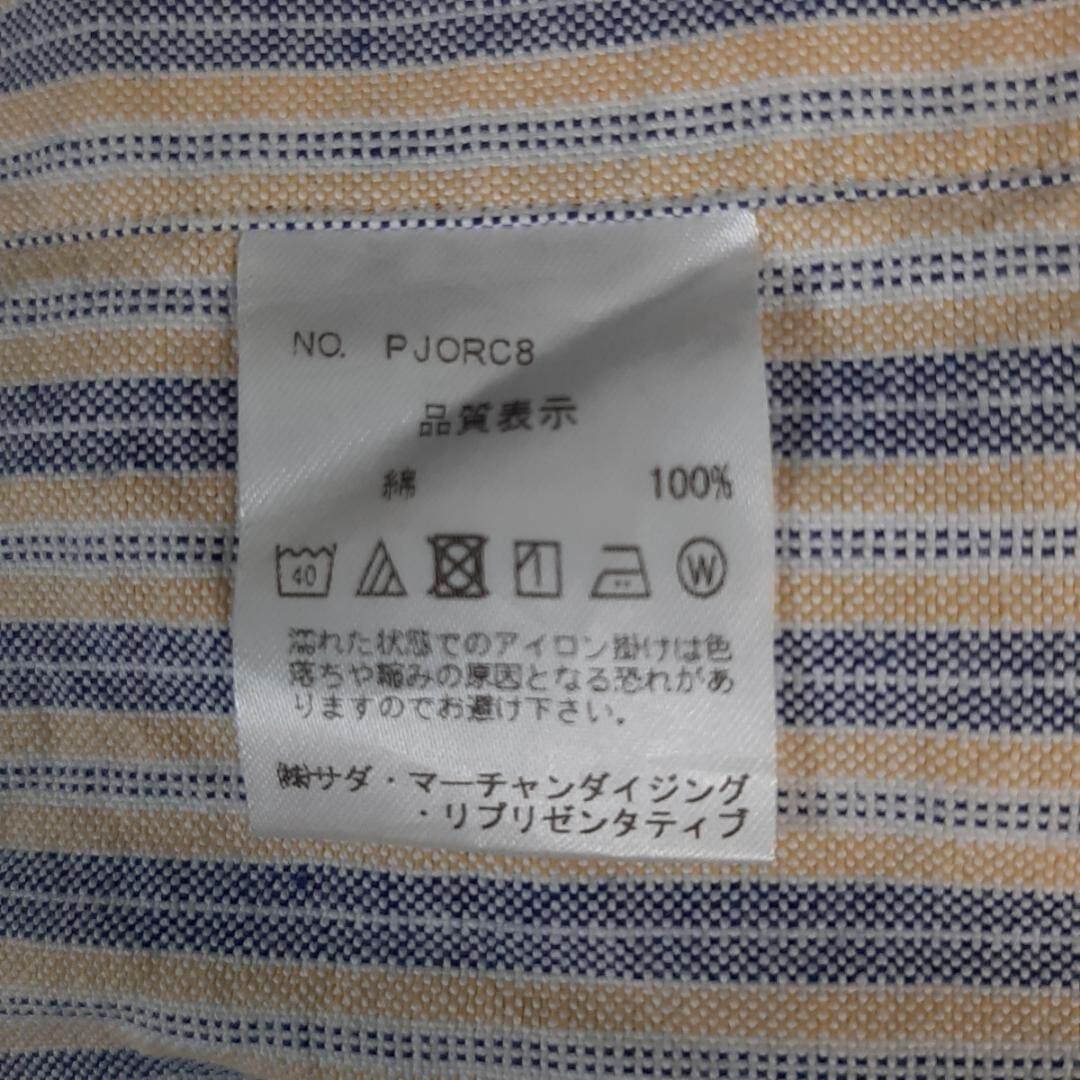 NO. PJORC8
品質表示
綿 100%
40 W
濡れた状態でのアイロン掛けは色
落ちや縮みの原因となる恐れがあ
りますのでお避け下さい。
㈱サダ・マーチャンダイジング
・リプリゼンタティブ